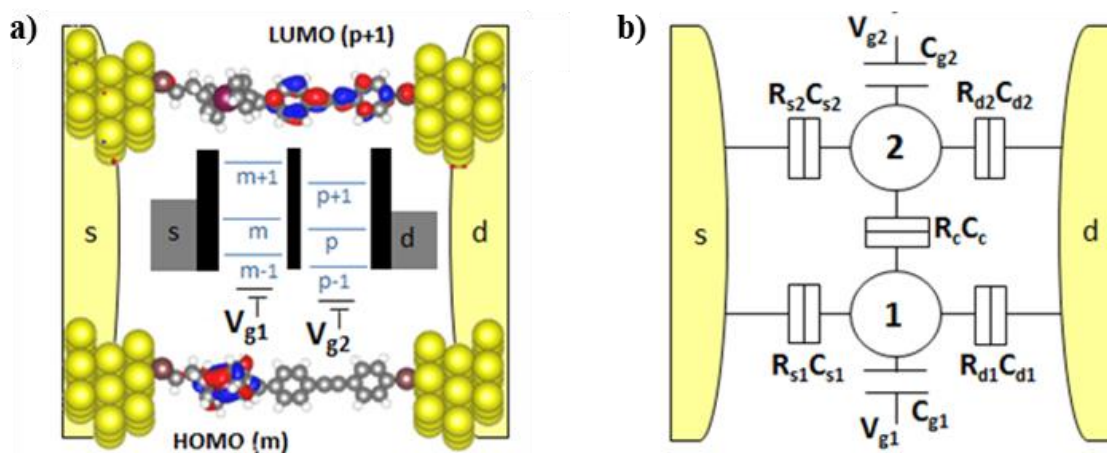 a)
LUMO (p+1)
s
s
m+1
m
m-1
p+1
p
p-1
d
d
Vg1
Vg2
HOMO (m)
b)
Vg2
Cg2
Rs2Cs2
2
Rd2Cd2
s
RcCc
d
1
Rs1Cs1
Rd1Cd1
Cg1
Vg1